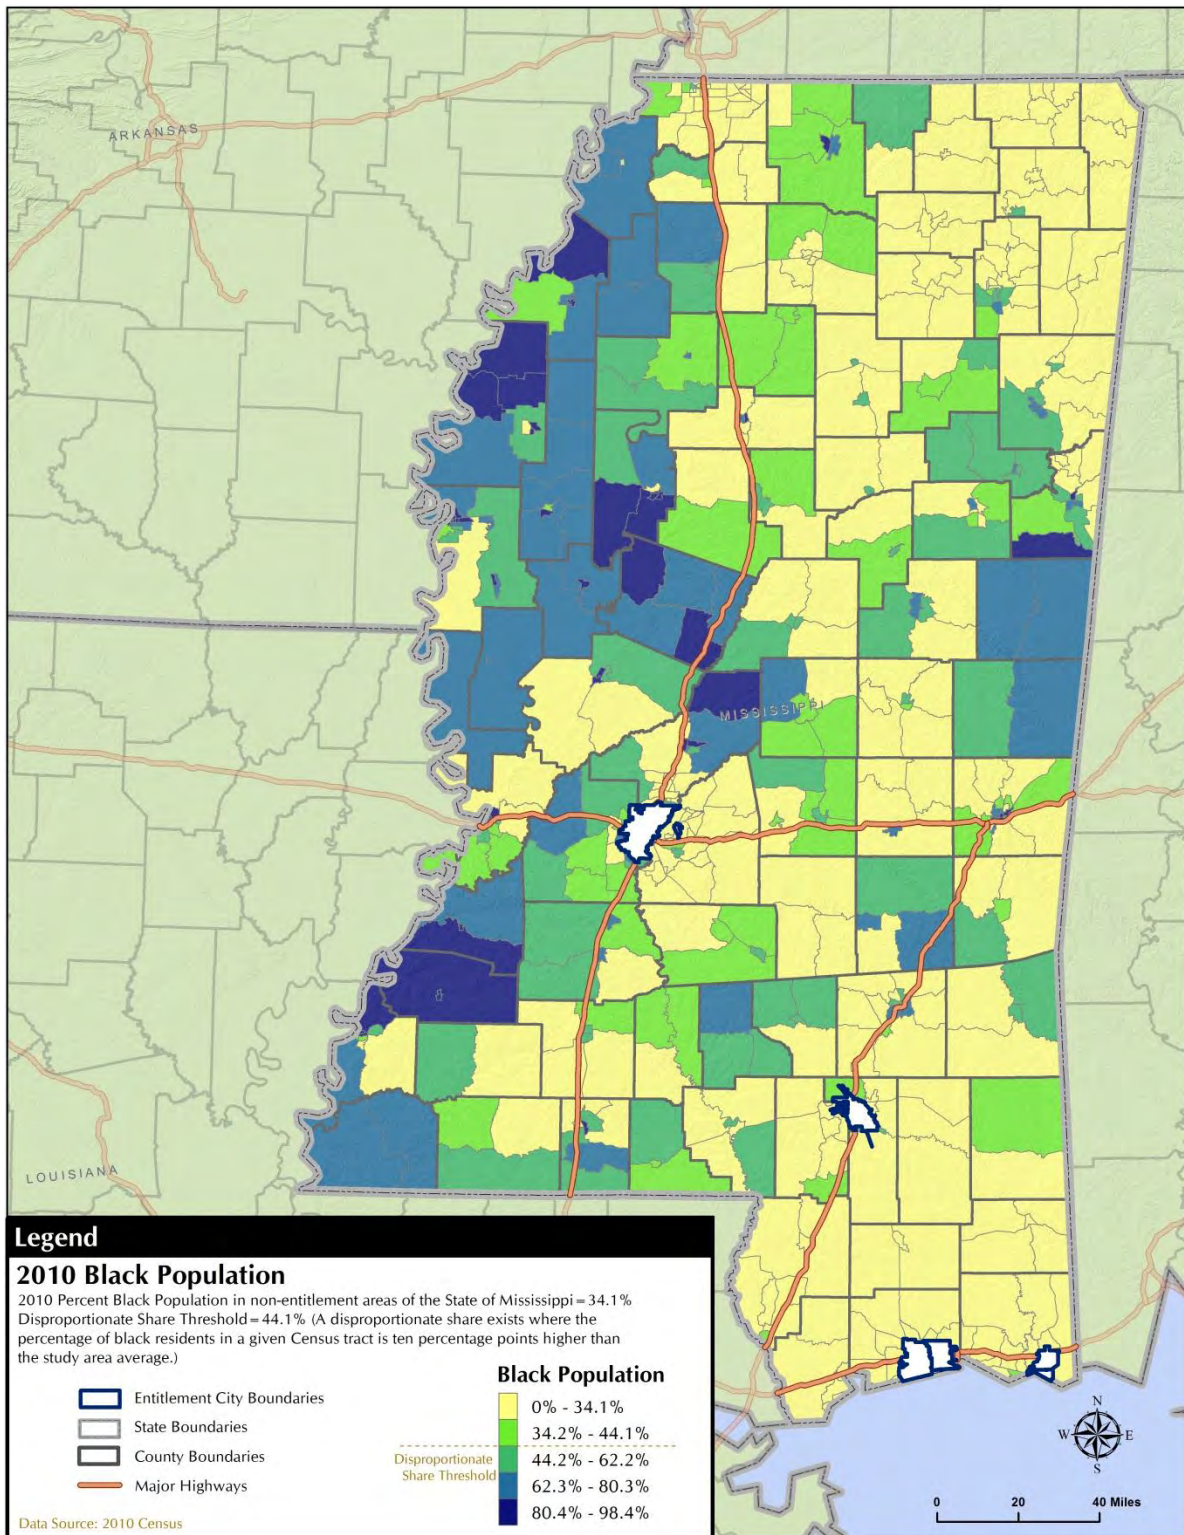 ARKANSAS
MISSISSIPPI
LOUISIANA
Legend
2010 Black Population
2010 Percent Black Population in non-entitlement areas of the State of Mississippi = 34.1%
Disproportionate Share Threshold = 44.1% (A disproportionate share exists where the
percentage of black residents in a given Census tract is ten percentage points higher than
the study area average.)
Entitlement City Boundaries
State Boundaries
County Boundaries
Major Highways
Data Source: 2010 Census
Black Population
0% - 34.1%
34.2% - 44.1%
Disproportionate
Share Threshold
44.2% - 62.2%
62.3% - 80.3%
80.4% - 98.4%
N
W E
S
0 20 40 Miles